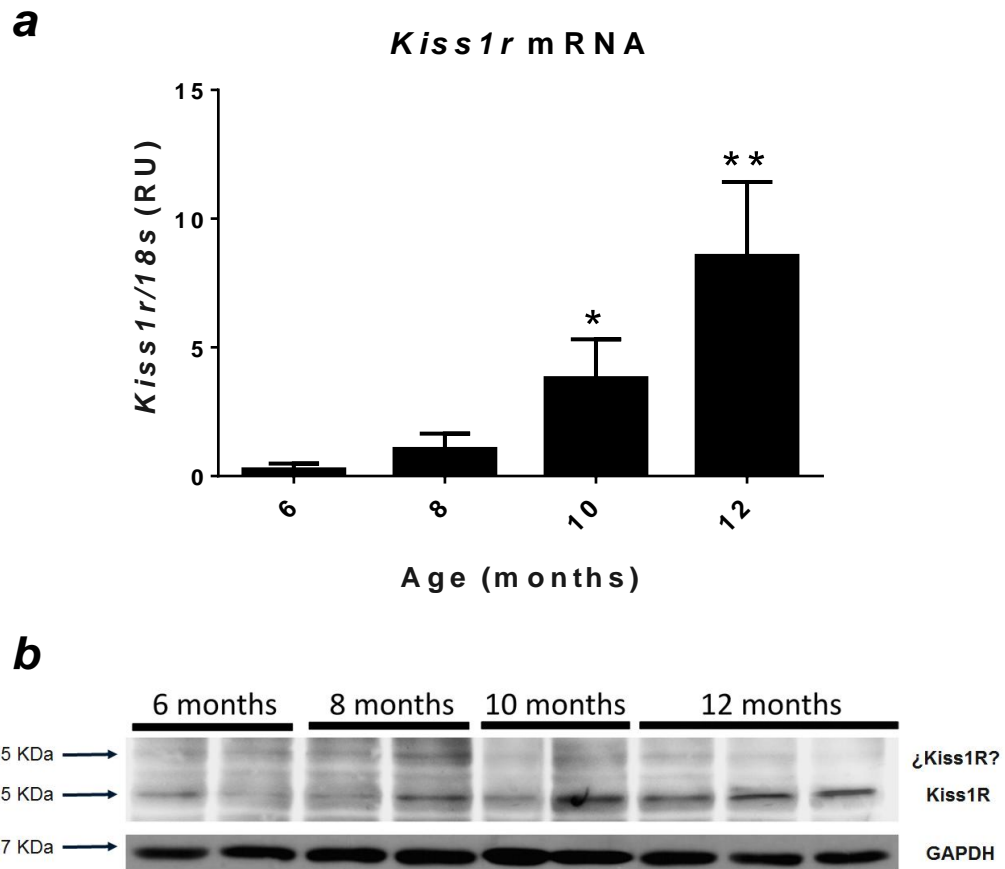 a
Kiss1r mRNA
Kiss1r/18s (RU)
15
10
5
0
* 
**
6 8 10 12
Age (months)
b
6 months 8 months 10 months 12 months
5 KDa ¿Kiss1R?
5 KDa Kiss1R
7 KDa GAPDH